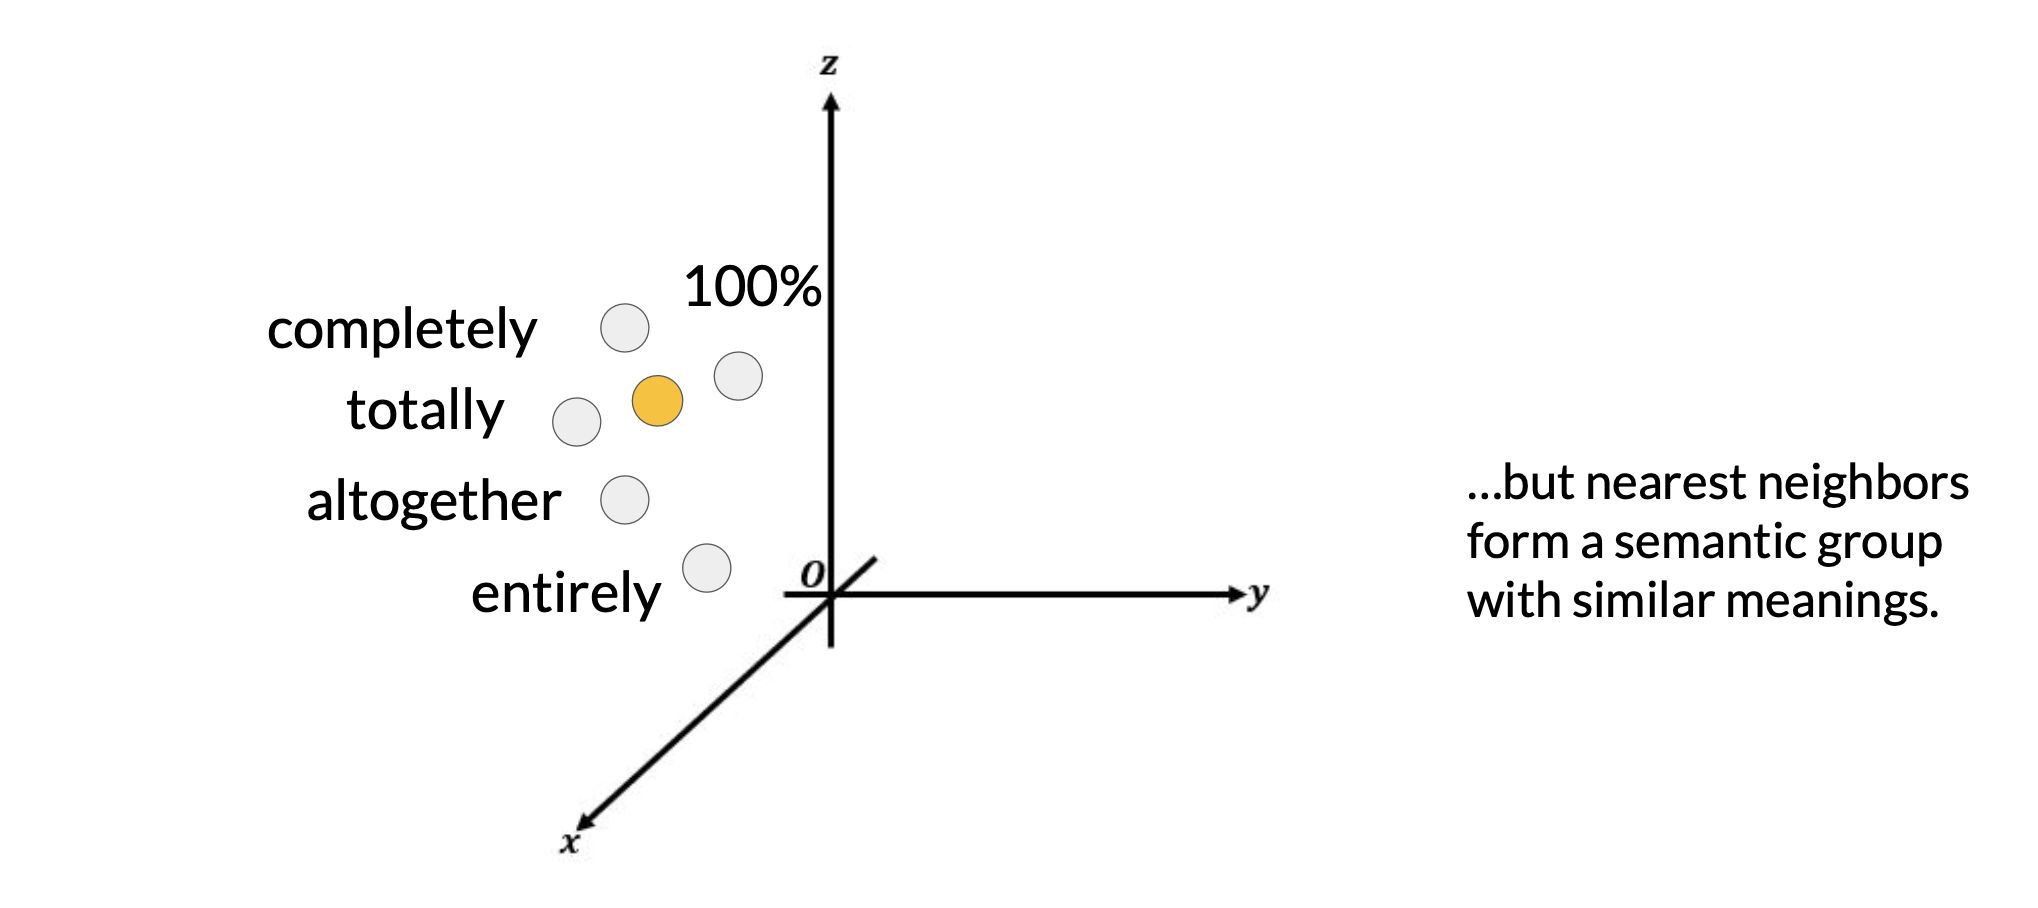 z
100%
completely
totally
altogether
entirely
O
y
x
...but nearest neighbors
form a semantic group
with similar meanings.